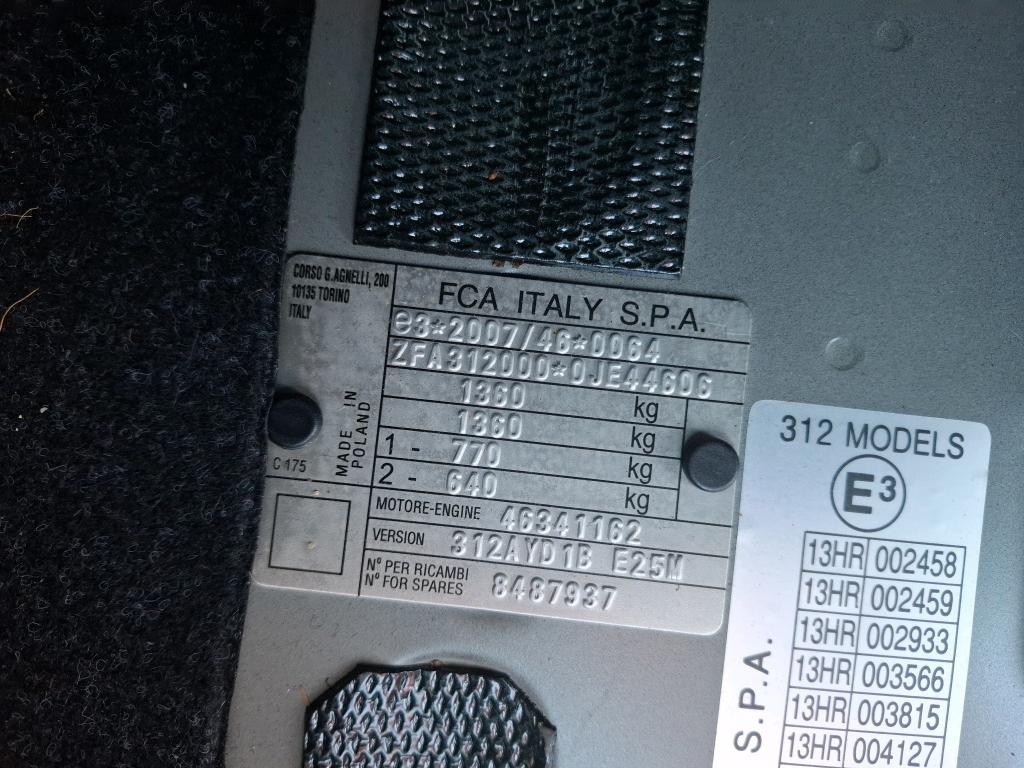 CORSO G.AGNELLI, 200
10135 TORINO
ITALY
FCA ITALY S.P.A.
e3*2007/46*0064
ZFA312000*0JE44606
1360 kg
1360 kg
1 - 770 kg
2 - 640 kg
MADE IN
POLAND
C 175
MOTORE-ENGINE 46341162
VERSION 312AYD1B E25M
N° PER RICAMBI
N° FOR SPARES 8487937
312 MODELS
E3
13HR 002458
13HR 002459
13HR 002933
13HR 003566
13HR 003815
13HR 004127
S.P.A.